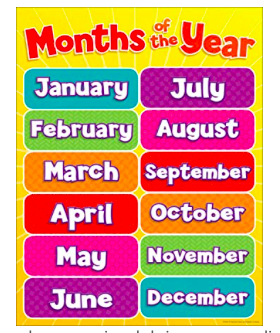 Months of the Year
January
February
March
April
May
June
July
August
September
October
November
December